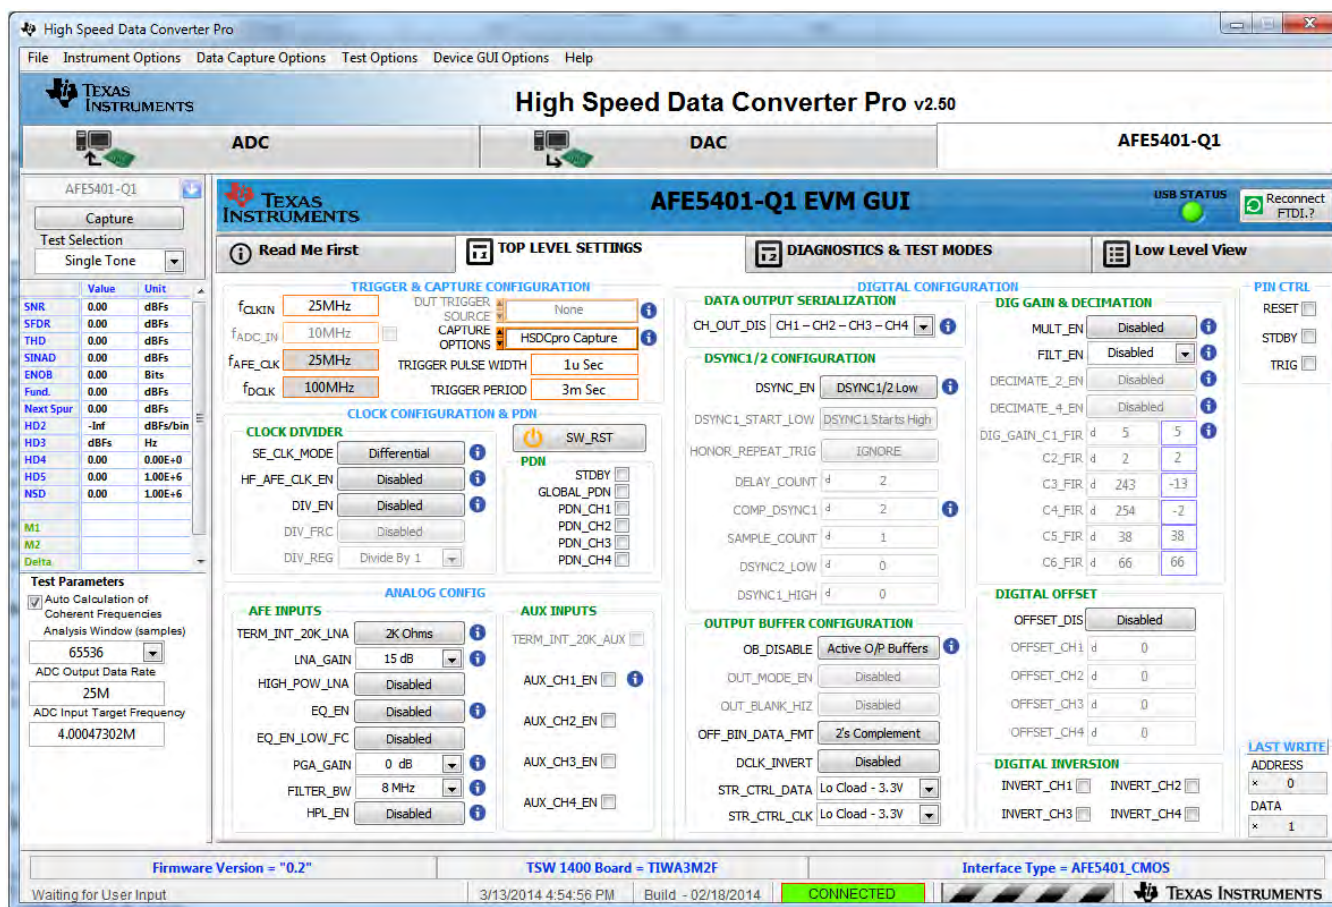 High Speed Data Converter Pro
File Instrument Options Data Capture Options Test Options Device GUI Options Help
TEXAS INSTRUMENTS
High Speed Data Converter Pro v2.50
ADC
DAC
AFE5401-Q1
AFE5401-Q1
Capture
Test Selection
Single Tone
Value Unit
SNR 0.00 dBFs
SFDR 0.00 dBFs
THD 0.00 dBFs
SINAD 0.00 dBFs
ENOB 0.00 Bits
Fund. 0.00 dBFs
Next Spur 0.00 dBFs
HD2 -Inf dBFs/bin
HD3 dBFs Hz
HD4 0.00 0.00E+0
HD5 0.00 1.00E+6
NSD 0.00 1.00E+6
M1
M2
Delta
Test Parameters
Auto Calculation of
Coherent Frequencies
Analysis Window (samples)
65536
ADC Output Data Rate
25M
ADC Input Target Frequency
4.00047302M
TEXAS INSTRUMENTS
AFE5401-Q1 EVM GUI
USB STATUS
Reconnect
FTDI.?
Read Me First
TOP LEVEL SETTINGS
DIAGNOSTICS & TEST MODES
Low Level View
TRIGGER & CAPTURE CONFIGURATION
fCLKIN 25MHz
fADC_IN 10MHz
fAFE_CLK 25MHz
fDCLK 100MHz
DUT TRIGGER SOURCE None
CAPTURE OPTIONS HSDCpro Capture
TRIGGER PULSE WIDTH 1u Sec
TRIGGER PERIOD 3m Sec
CLOCK CONFIGURATION & PDN
CLOCK DIVIDER
SE_CLK_MODE Differential
HF_AFE_CLK_EN Disabled
DIV_EN Disabled
DIV_FRC Disabled
DIV_REG Divide By 1
SW_RST
PDN
STDBY
GLOBAL_PDN
PDN_CH1
PDN_CH2
PDN_CH3
PDN_CH4
ANALOG CONFIG
AFE INPUTS
TERM_INT_20K_LNA 2K Ohms
LNA_GAIN 15 dB
HIGH_POW_LNA Disabled
EQ_EN Disabled
EQ_EN_LOW_FC Disabled
PGA_GAIN 0 dB
FILTER_BW 8 MHz
HPL_EN Disabled
AUX INPUTS
TERM_INT_20K_AUX
AUX_CH1_EN
AUX_CH2_EN
AUX_CH3_EN
AUX_CH4_EN
DIGITAL CONFIGURATION
DATA OUTPUT SERIALIZATION
CH_OUT_DIS CH1 – CH2 – CH3 – CH4
DSYNC1/2 CONFIGURATION
DSYNC_EN DSYNC1/2 Low
DSYNC1_START_LOW DSYNC1 Starts High
HONOR_REPEAT_TRIG IGNORE
DELAY_COUNT d 2
COMP_DSYNC1 d 2
SAMPLE_COUNT d 1
DSYNC2_LOW d 0
DSYNC1_HIGH d 0
OUTPUT BUFFER CONFIGURATION
OB_DISABLE Active O/P Buffers
OUT_MODE_EN Disabled
OUT_BLANK_HIZ Disabled
OFF_BIN_DATA_FMT 2's Complement
DCLK_INVERT Disabled
STR_CTRL_DATA Lo Cload - 3.3V
STR_CTRL_CLK Lo Cload - 3.3V
DIG GAIN & DECIMATION
MULT_EN Disabled
FILT_EN Disabled
DECIMATE_2_EN Disabled
DECIMATE_4_EN Disabled
DIG_GAIN_C1_FIR d 5 5
C2_FIR d 2 2
C3_FIR d 243 -13
C4_FIR d 254 -2
C5_FIR d 38 38
C6_FIR d 66 66
DIGITAL OFFSET
OFFSET_DIS Disabled
OFFSET_CH1 d 0
OFFSET_CH2 d 0
OFFSET_CH3 d 0
OFFSET_CH4 d 0
DIGITAL INVERSION
INVERT_CH1 INVERT_CH2
INVERT_CH3 INVERT_CH4
PIN CTRL
RESET
STDBY
TRIG
LAST WRITE
ADDRESS
x 0
DATA
x 1
Firmware Version = "0.2"
TSW 1400 Board = TIWA3M2F
Interface Type = AFE5401_CMOS
Waiting for User Input
3/13/2014 4:54:56 PM
Build - 02/18/2014
CONNECTED
TEXAS INSTRUMENTS